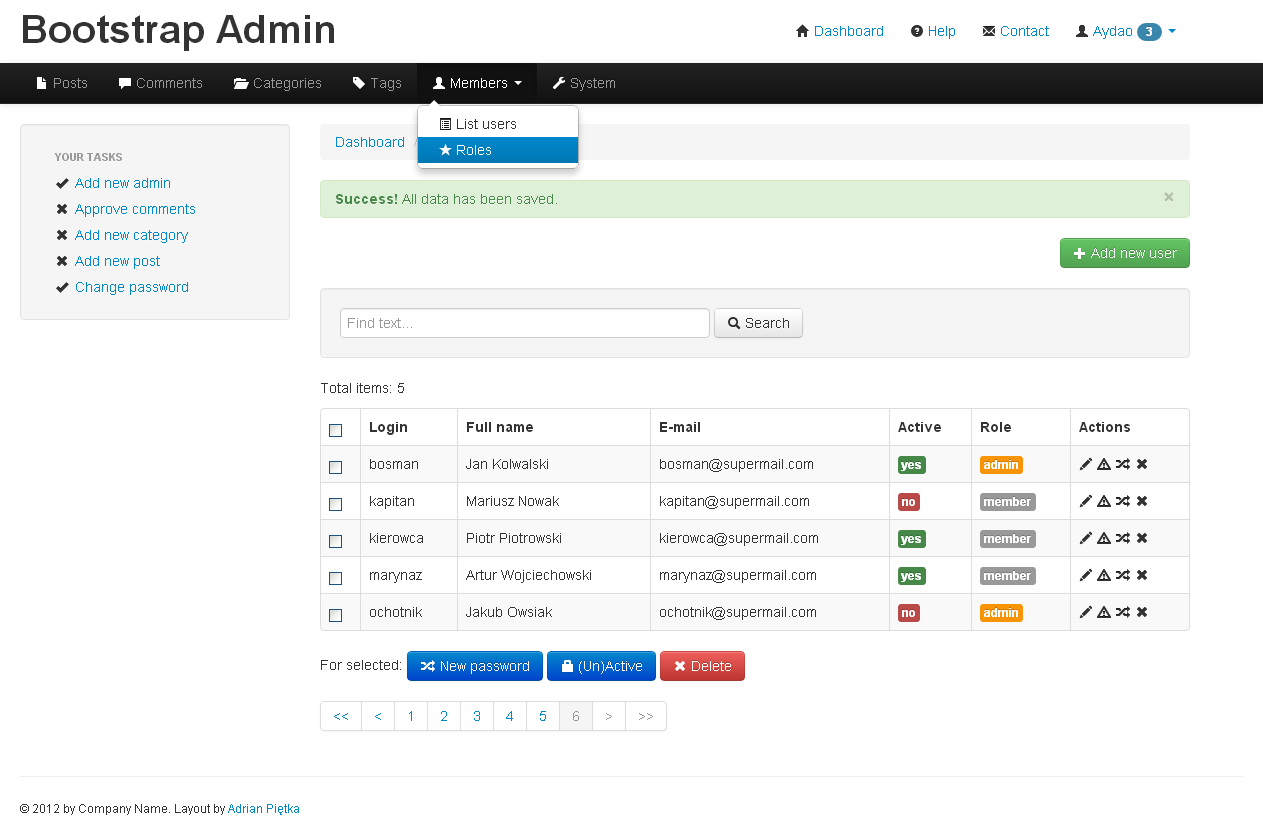 Bootstrap Admin
Dashboard Help Contact Aydao 3
Posts Comments Categories Tags Members System
List users
Roles
YOUR TASKS
Add new admin
Approve comments
Add new category
Add new post
Change password
Dashboard /
Success! All data has been saved. ×
Add new user
Find text... Search
Total items: 5
Login Full name E-mail Active Role Actions
bosman Jan Kolwalski bosman@supermail.com yes admin
kapitan Mariusz Nowak kapitan@supermail.com no member
kierowca Piotr Piotrowski kierowca@supermail.com yes member
marynaz Artur Wojciechowski marynaz@supermail.com yes member
ochotnik Jakub Owsiak ochotnik@supermail.com no admin
For selected: New password (Un)Active Delete
<< < 1 2 3 4 5 6 > >>
© 2012 by Company Name. Layout by Adrian Piętka